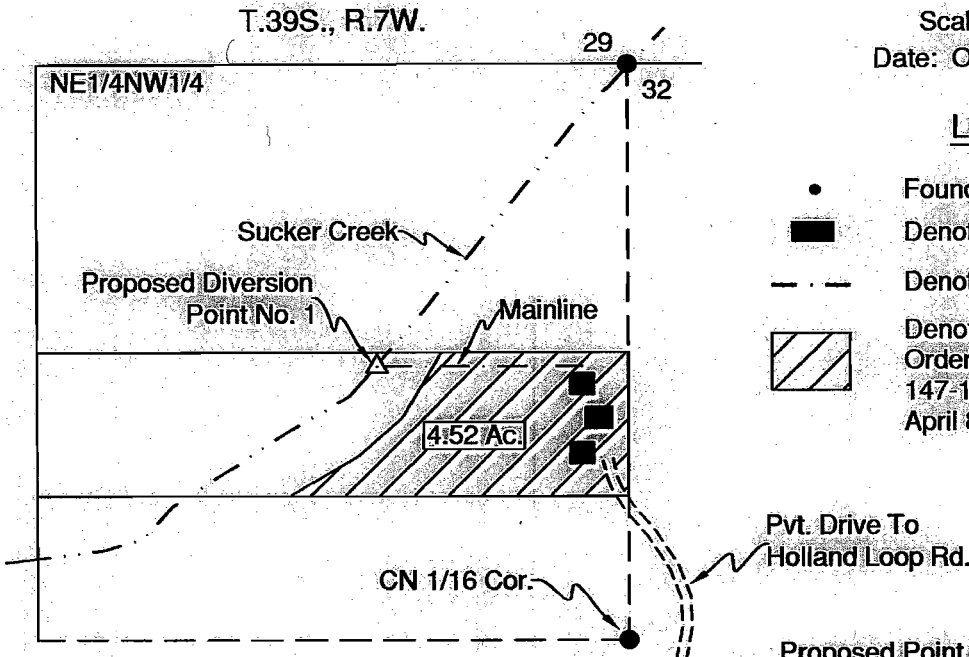 T.39S., R.7W.
Scal
Date: O
29
32
NE1/4NW1/4
L
Found
Denot
Denot
Deno
Order
147-1
April 8
Sucker Creek
Proposed Diversion
Point No. 1
Mainline
4.52 Ac.
Pvt. Drive To
Holland Loop Rd.
CN 1/16 Cor.
Proposed Point